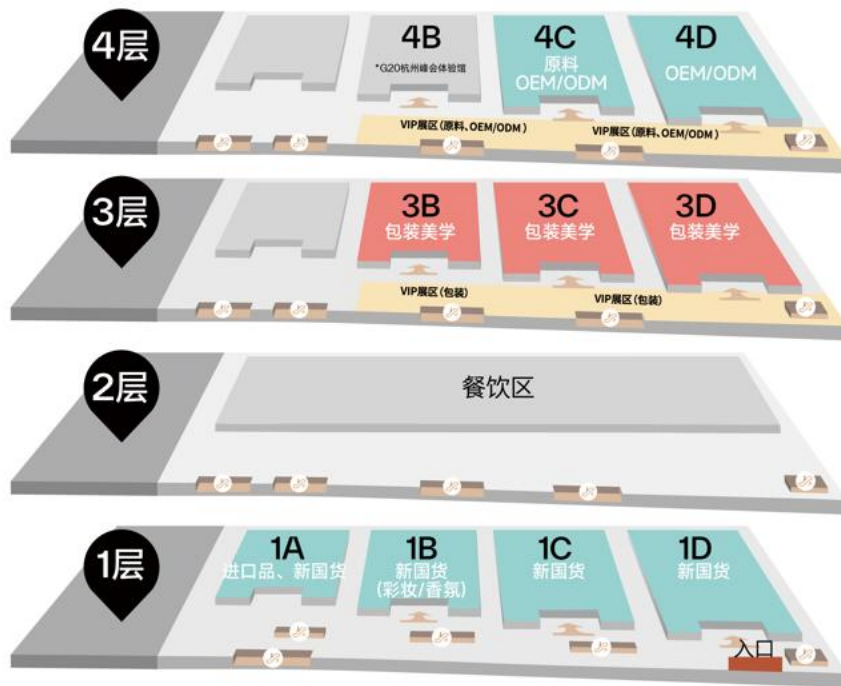 4层
4B
*G20杭州峰会体验馆
4C
原料
OEM/ODM
4D
OEM/ODM
VIP展区(原料、OEM/ODM)
VIP展区(原料、OEM/ODM)
3层
3B
包装美学
3C
包装美学
3D
包装美学
VIP展区(包装)
VIP展区(包装)
2层
餐饮区
1层
1A
进口品、新国货
1B
新国货
(彩妆/香氛)
1C
新国货
1D
新国货
入口